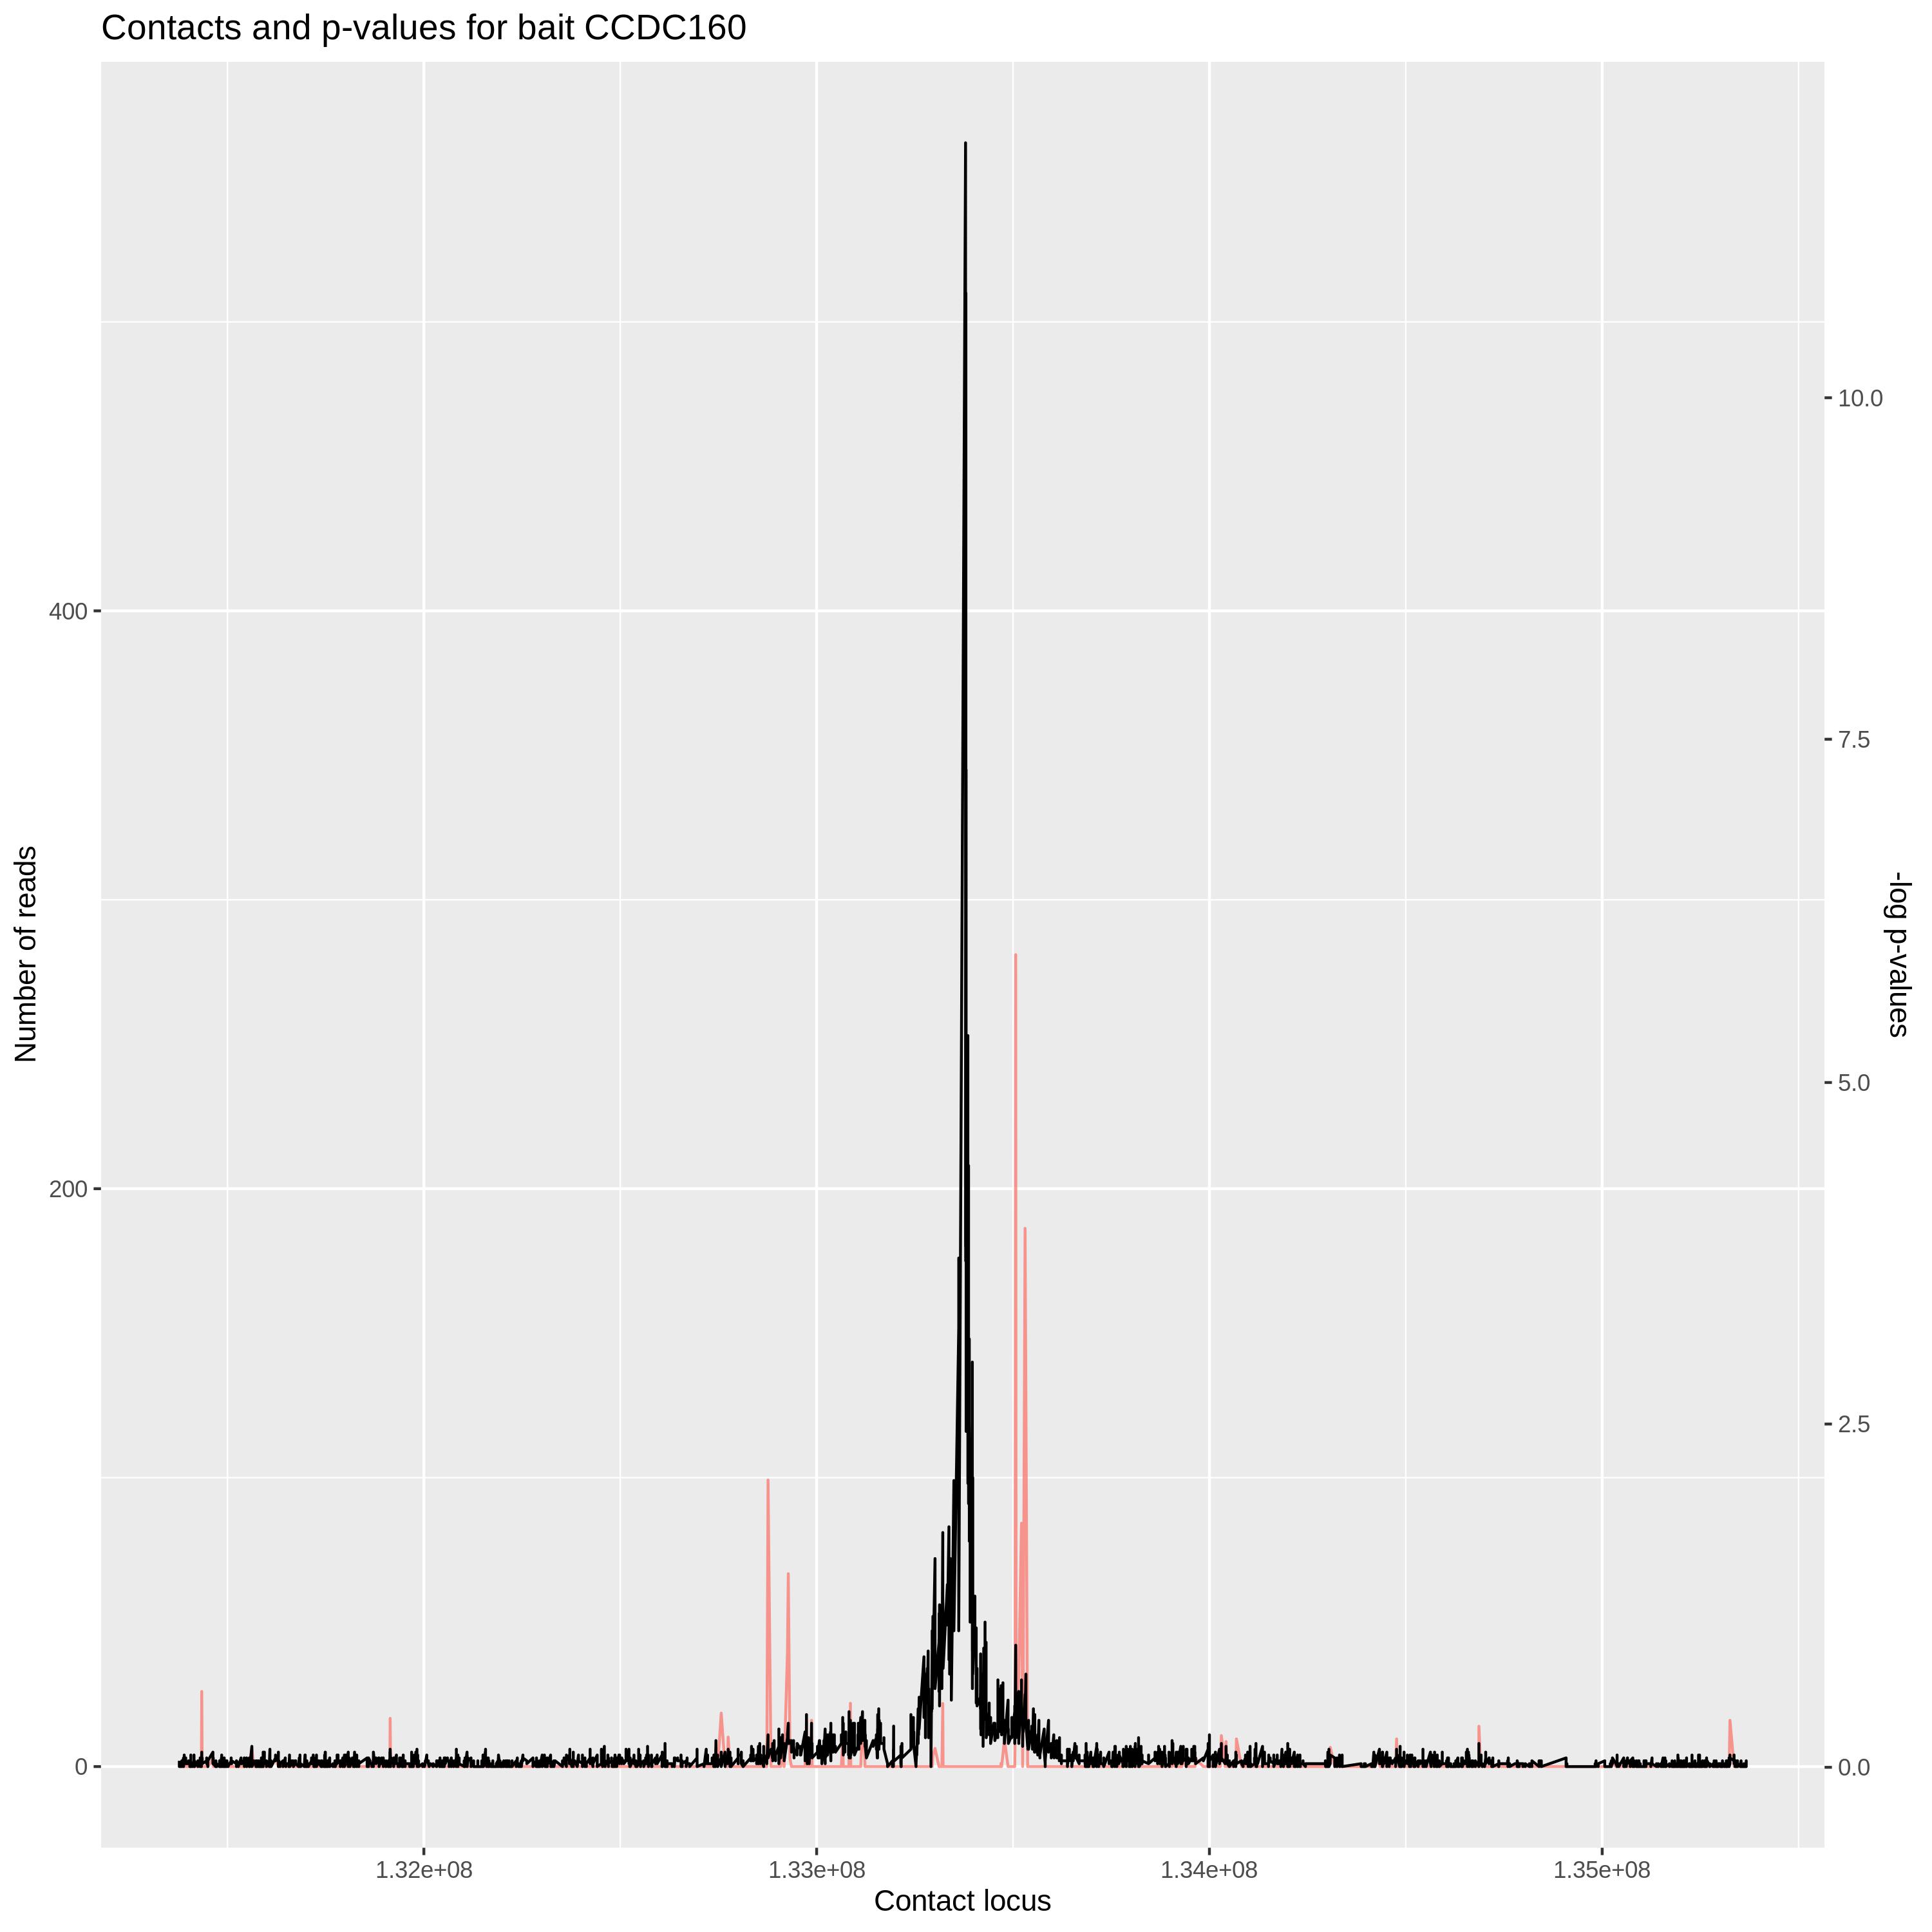 Contacts and p-values for bait CCDC160
Number of reads
400
200
0
10.0
7.5
5.0
2.5
0.0
-log p-values
1.32e+08
1.33e+08
1.34e+08
1.35e+08
Contact locus